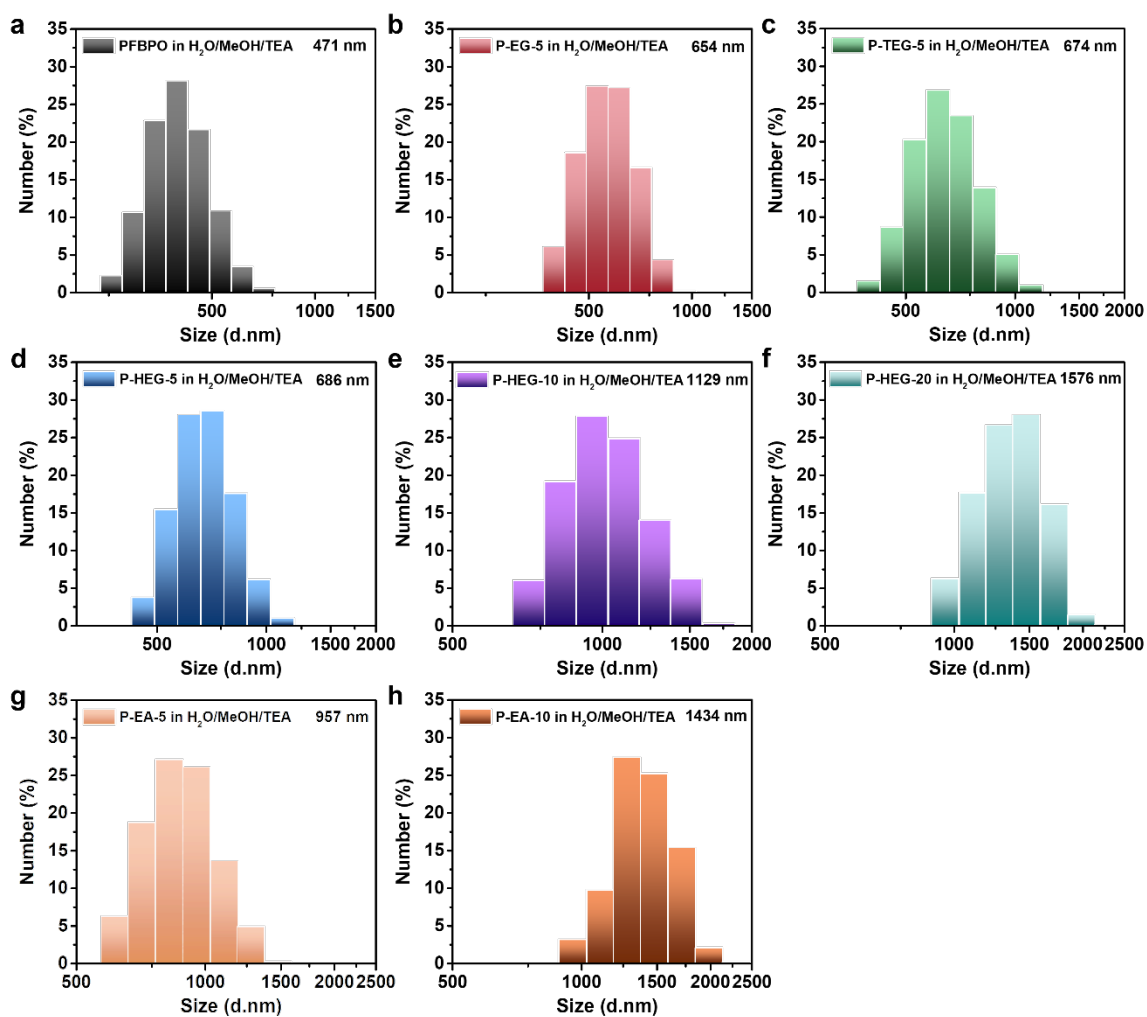 a
PFBPO in H₂O/MeOH/TEA 471 nm
35
30
25
20
15
10
5
0
Number (%)
500 1000 1500
Size (d.nm)
b
P-EG-5 in H₂O/MeOH/TEA 654 nm
35
30
25
20
15
10
5
0
Number (%)
500 1000 1500
Size (d.nm)
c
P-TEG-5 in H₂O/MeOH/TEA 674 nm
35
30
25
20
15
10
5
0
Number (%)
500 1000 1500 2000
Size (d.nm)
d
P-HEG-5 in H₂O/MeOH/TEA 686 nm
35
30
25
20
15
10
5
0
Number (%)
500 1000 1500 2000
Size (d.nm)
e
P-HEG-10 in H₂O/MeOH/TEA 1129 nm
35
30
25
20
15
10
5
0
Number (%)
500 1000 1500 2000
Size (d.nm)
f
P-HEG-20 in H₂O/MeOH/TEA 1576 nm
35
30
25
20
15
10
5
0
Number (%)
500 1000 1500 2000 2500
Size (d.nm)
g
P-EA-5 in H₂O/MeOH/TEA 957 nm
35
30
25
20
15
10
5
0
Number (%)
500 1000 1500 2000 2500
Size (d.nm)
h
P-EA-10 in H₂O/MeOH/TEA 1434 nm
35
30
25
20
15
10
5
0
Number (%)
500 1000 1500 2000 2500
Size (d.nm)